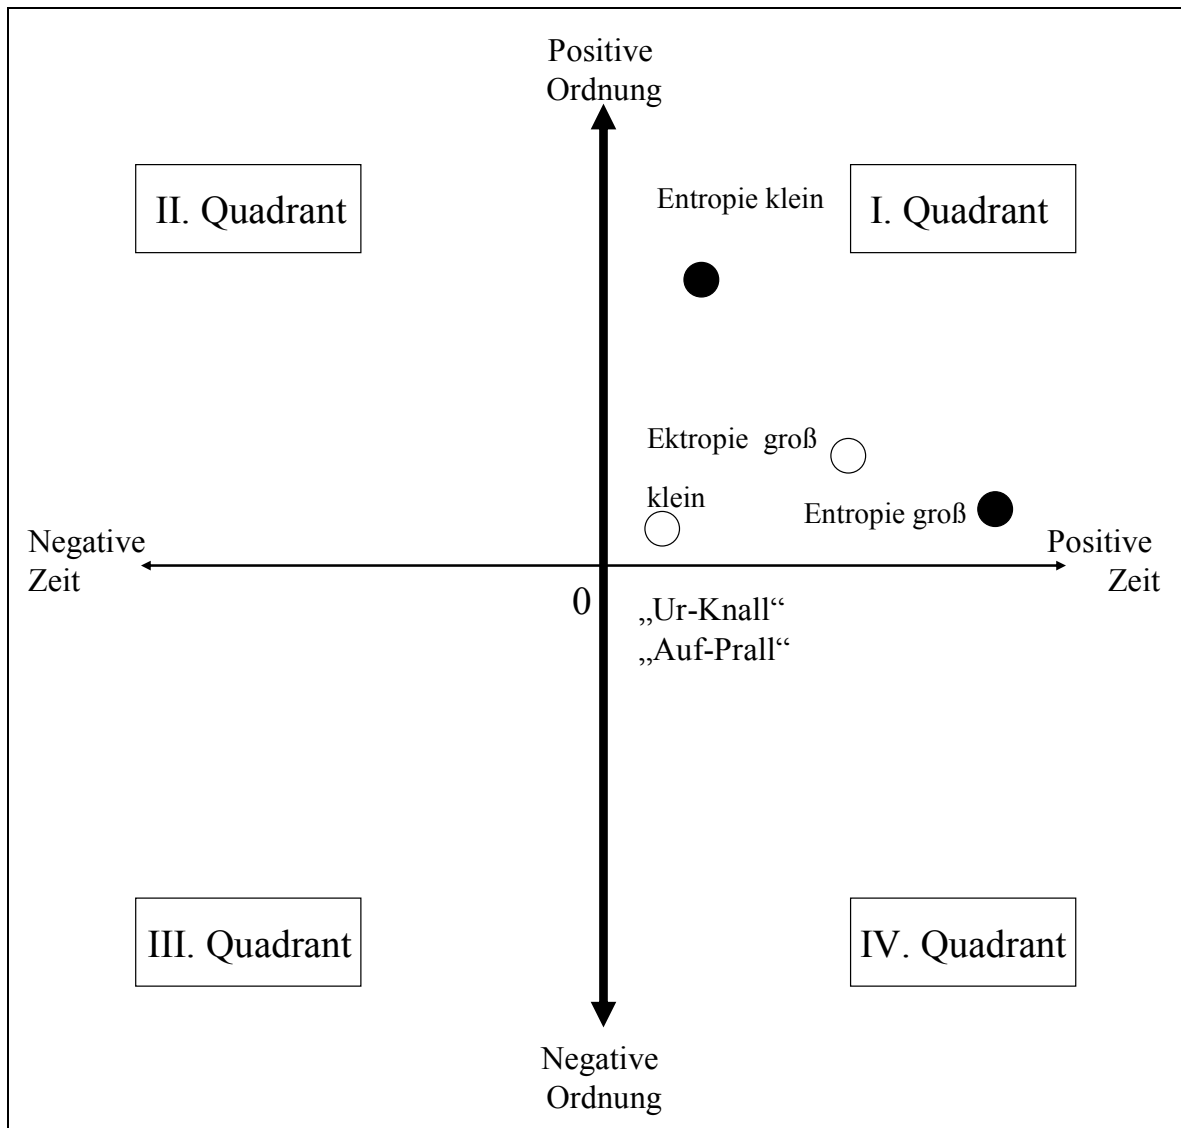 Positive
Ordnung
II. Quadrant
Entropie klein
I. Quadrant
Ektropie  groß
klein
Entropie groß
Negative
Zeit
Positive
Zeit
0
„Ur-Knall“
„Auf-Prall“
III. Quadrant
IV. Quadrant
Negative
Ordnung